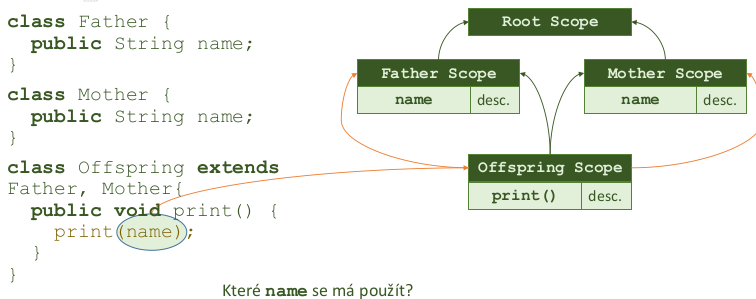 class Father {
public String name;
}
class Mother {
public String name;
}
class Offspring extends
Father, Mother{
public void print() {
print(name);
}
}
Root Scope
Father Scope
name desc.
Mother Scope
name desc.
Offspring Scope
print() desc.
Které name se má použít?